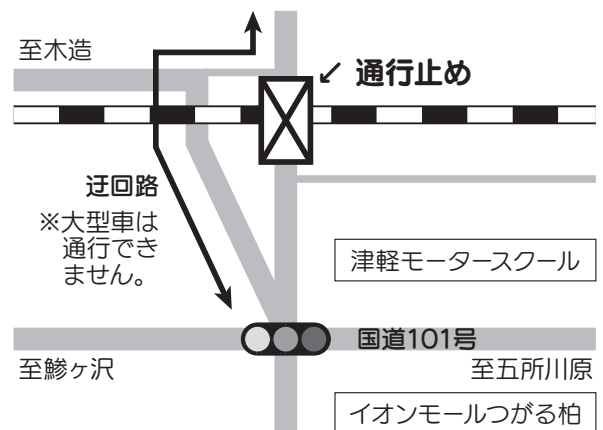 至木造
↙ 通行止め
迂回路
※大型車は
通行でき
ません。
津軽モータースクール
国道101号
至鰺ヶ沢
至五所川原
イオンモールつがる柏